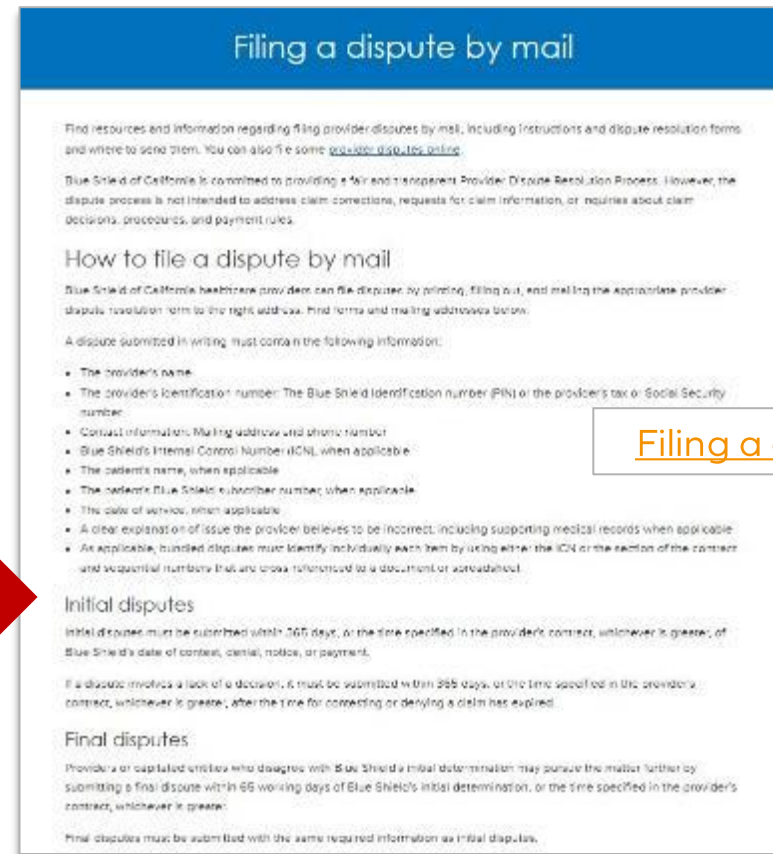 Filing a dispute by mail
Find resources and information regarding filing provider disputes by mail, including instructions and dispute resolution forms
and where to send them. You can also file some provider disputes online.
Blue Shield of California is committed to providing a fair and transparent Provider Dispute Resolution Process. However, the
dispute process is not intended to address claim corrections, requests for claim information, or inquiries about claim
decisions, procedures, and payment rules.
How to file a dispute by mail
Blue Shield of California healthcare providers can file disputes by printing, filling out, and mailing the appropriate provider
dispute resolution form to the right address. Find forms and mailing addresses below.
A dispute submitted in writing must contain the following information:
• The provider's name
• The provider's identification number: The Blue Shield Identification number (PIN) or the provider's tax or Social Security
number
• Contact information: Mailing address and phone number
• Blue Shield's Internal Control Number (ICN), when applicable
Filing a
• The patient's name, when applicable
• The patient's Blue Shield subscriber number, when applicable
• The date of service, when applicable
• A clear explanation of issue the provider believes to be incorrect, including supporting medical records when applicable
• As applicable, bundled disputes must identify individually each item by using either the ICN or the section of the contract
and sequential numbers that are cross referenced to a document or spreadsheet.
Initial disputes
Initial disputes must be submitted within 365 days, or the time specified in the provider's contract, whichever is greater, of
Blue Shield's date of contest, denial, notice, or payment.
If a dispute involves a lack of a decision, it must be submitted within 365 days, or the time specified in the provider's
contract, whichever is greater, after the time for contesting or denying a claim has expired.
Final disputes
Providers or capitated entities who disagree with Blue Shield's initial determination may pursue the matter further by
submitting a final dispute within 65 working days of Blue Shield's initial determination, or the time specified in the provider's
contract, whichever is greater.
Final disputes must be submitted with the same required information as initial disputes.